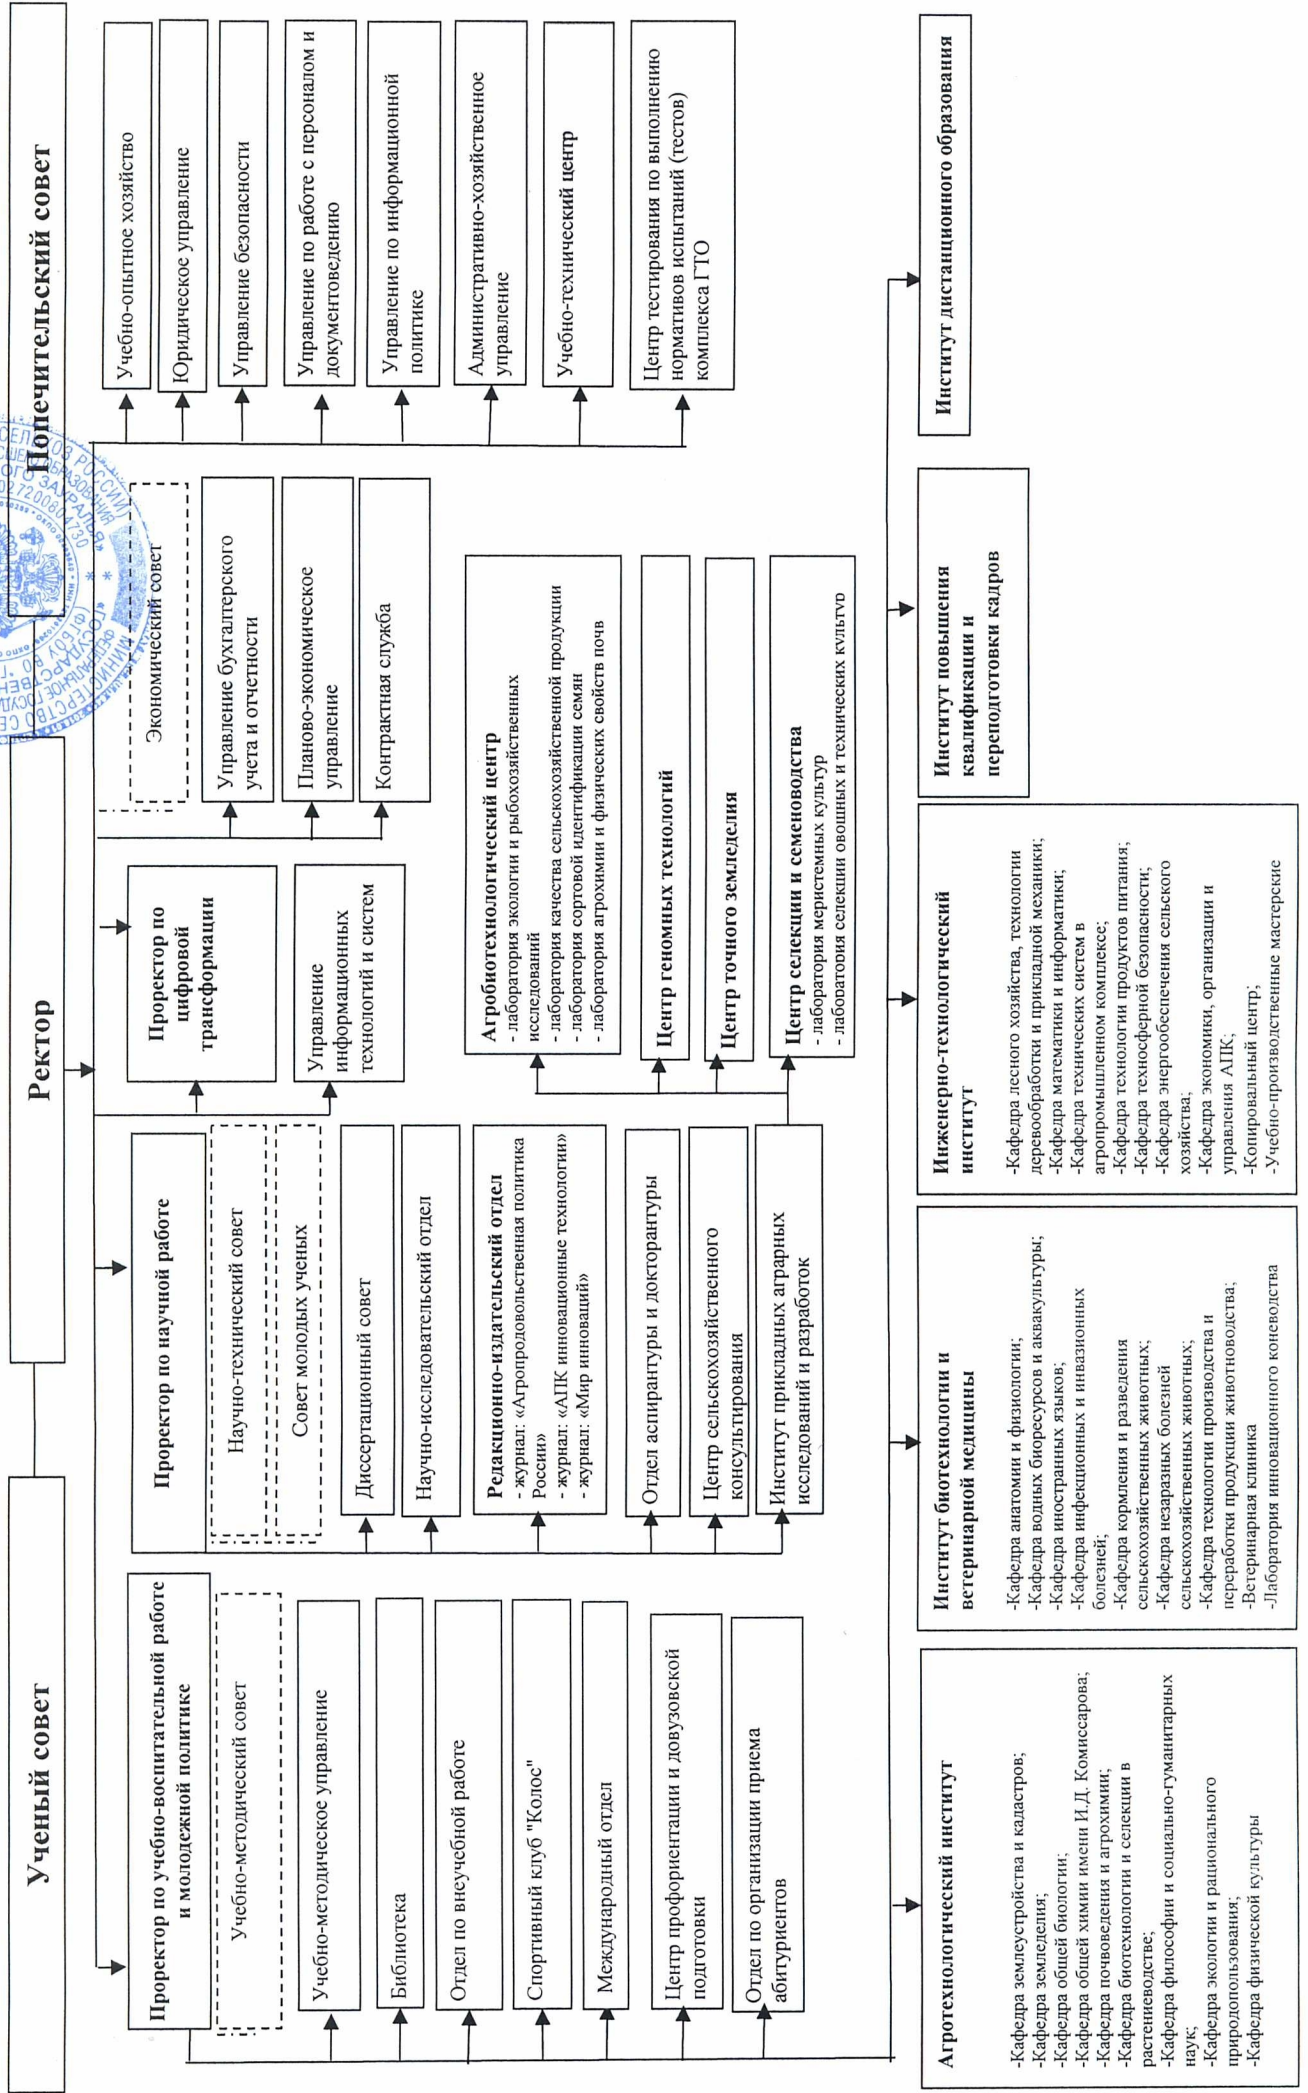 Ученый совет
Ректор
Попечительский совет
Проректор по учебно-воспитательной работе
и молодежной политике
Учебно-методический совет
Учебно-методическое управление
Библиотека
Отдел по внеучебной работе
Спортивный клуб "Колос"
Международный отдел
Центр профориентации и довузовской
подготовки
Отдел по организации приема
абитуриентов
Проректор по научной работе
Научно-технический совет
Совет молодых ученых
Диссертационный совет
Научно-исследовательский отдел
Редакционно-издательский отдел
- журнал: «Агропродовольственная политика
России»
- журнал: «АПК инновационные технологии»
- журнал: «Мир инноваций»
Отдел аспирантуры и докторантуры
Центр сельскохозяйственного
консультирования
Институт прикладных аграрных
исследований и разработок
Проректор по
цифровой
трансформации
Управление
информационных
технологий и систем
Агробиотехнологический центр
- лаборатория экологии и рыбохозяйственных
исследований
- лаборатория качества сельскохозяйственной продукции
- лаборатория сортовой идентификации семян
- лаборатория агрохимии и физических свойств почв
Центр геномных технологий
Центр точного земледелия
Центр селекции и семеноводства
- лаборатория меристемных культур
- лаборатория селекции овощных и технических культур
Экономический совет
Управление бухгалтерского
учета и отчетности
Планово-экономическое
управление
Контрактная служба
Учебно-опытное хозяйство
Юридическое управление
Управление безопасности
Управление по работе с персоналом и
документоведению
Управление по информационной
политике
Административно-хозяйственное
управление
Учебно-технический центр
Центр тестирования по выполнению
нормативов испытаний (тестов)
комплекса ГТО
Агротехнологический институт
-Кафедра землеустройства и кадастров;
-Кафедра земледелия;
-Кафедра общей биологии;
-Кафедра общей химии имени И.Д. Комиссарова;
-Кафедра почвоведения и агрохимии;
-Кафедра биотехнологии и селекции в
растениеводстве;
-Кафедра философии и социально-гуманитарных
наук;
-Кафедра экологии и рационального
природопользования;
-Кафедра физической культуры
Институт биотехнологии и
ветеринарной медицины
-Кафедра анатомии и физиологии;
-Кафедра водных биоресурсов и аквакультуры;
-Кафедра иностранных языков;
-Кафедра инфекционных и инвазионных
болезней;
-Кафедра кормления и разведения
сельскохозяйственных животных;
-Кафедра незаразных болезней
сельскохозяйственных животных;
-Кафедра технологии производства и
переработки продукции животноводства;
-Ветеринарная клиника
-Лаборатория инновационного коневодства
Инженерно-технологический
институт
-Кафедра лесного хозяйства, технологии
деревообработки и прикладной механики;
-Кафедра математики и информатики;
-Кафедра технических систем в
агропромышленном комплексе;
-Кафедра технологии продуктов питания;
-Кафедра техносферной безопасности;
-Кафедра энергообеспечения сельского
хозяйства;
-Кафедра экономики, организации и
управления АПК;
-Копировальный центр;
-Учебно-производственные мастерские
Институт повышения
квалификации и
переподготовки кадров
Институт дистанционного образования